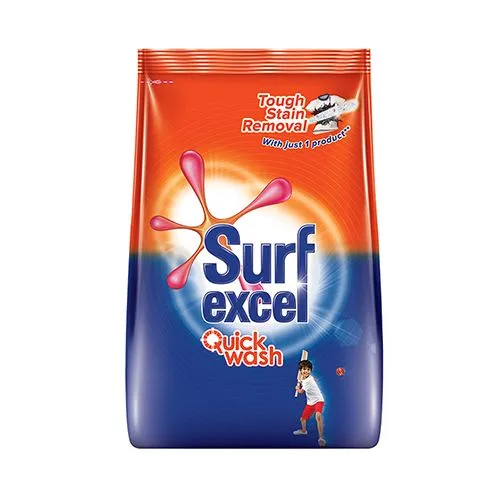 Tough
Stain
Removal
With just 1 product**
Surf
excel
Quick
wash